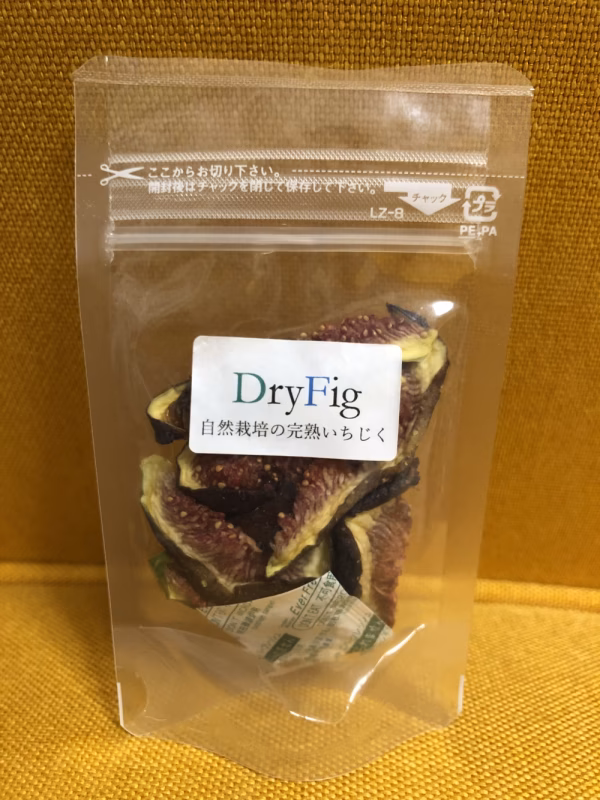 ここからお切り下さい。
開封後はチャックを閉じて保存して下さい。
チャック
LZ-8
プラ
PE.PA
DryFig
自然栽培の完熟いちじく